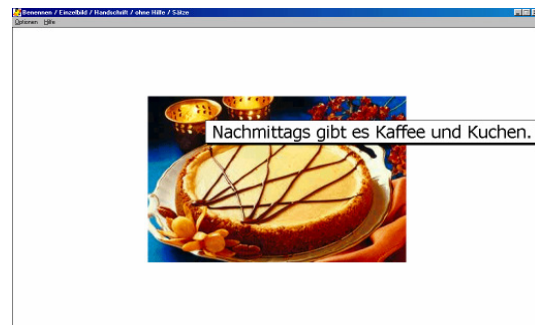 Benennen / Einzelbild / Handschrift / ohne Hilfe / Sätze
Optionen Hilfe
Nachmittags gibt es Kaffee und Kuchen.